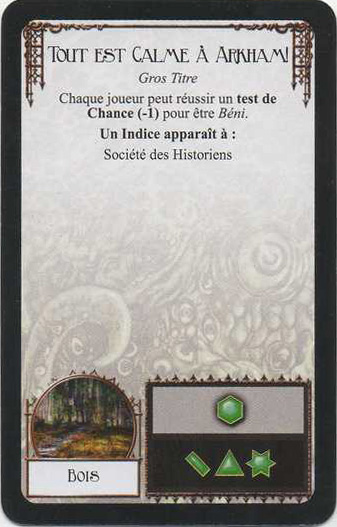 Tout est Calme à Arkham!
Gros Titre
Chaque joueur peut réussir un test de
Chance (-1) pour être Béni.
Un Indice apparaît à :
Société des Historiens
Bois